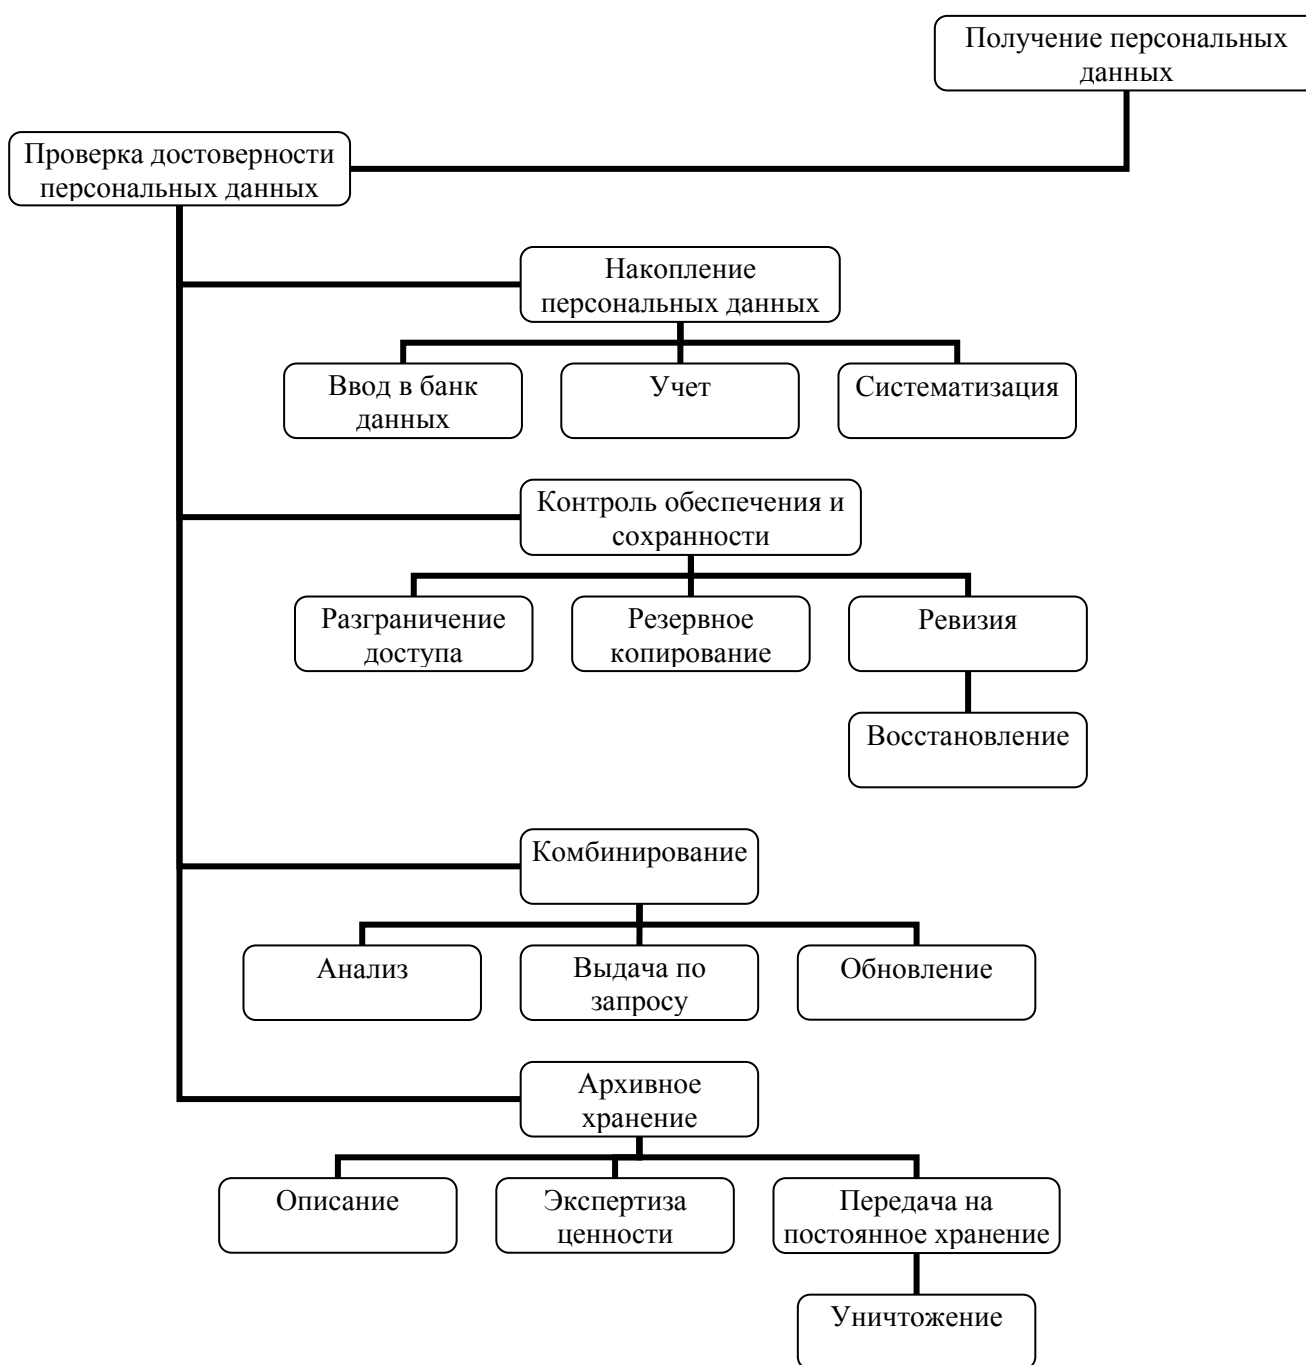 Получение персональных
данных
Проверка достоверности
персональных данных
Накопление
персональных данных
Ввод в банк
данных
Учет
Систематизация
Контроль обеспечения и
сохранности
Разграничение
доступа
Резервное
копирование
Ревизия
Восстановление
Комбинирование
Анализ
Выдача по
запросу
Обновление
Архивное
хранение
Описание
Экспертиза
ценности
Передача на
постоянное хранение
Уничтожение